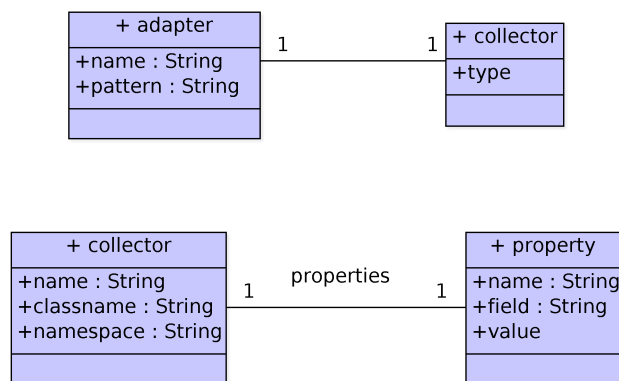 + adapter
+name : String
+pattern : String
1
1
+ collector
+type
+ collector
+name : String
+classname : String
+namespace : String
1
properties
1
+ property
+name : String
+field : String
+value